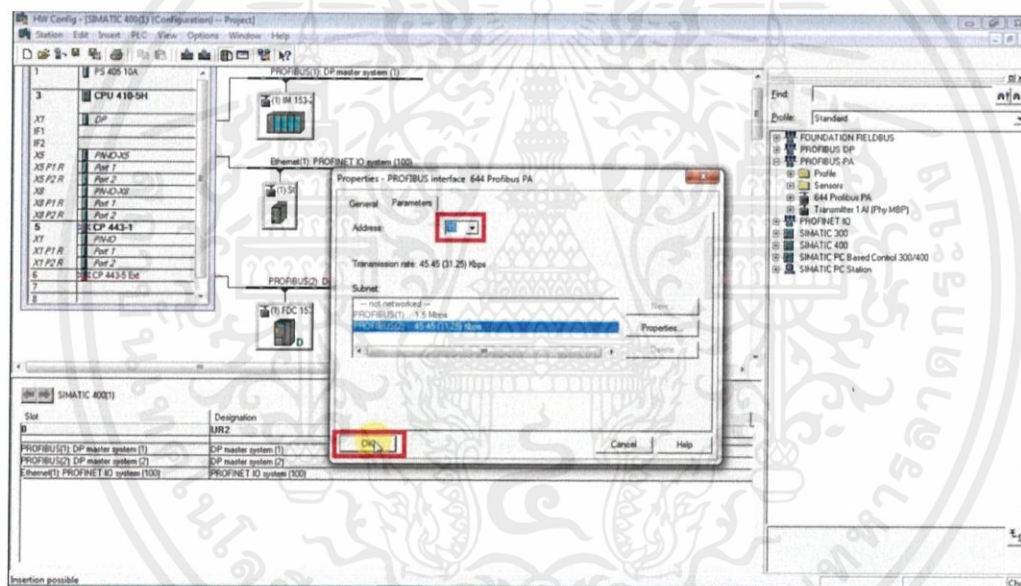 HW Config - [SIMATIC 400(1) (Configuration) -- Project]
Station Edit Insert PLC View Options Window Help
1 PS 405 10A
3 CPU 410-5H
X1 DP
IF1
IF2
X5 PN-IO-X5
X5 P1 R Port 1
X5 P2 R Port 2
X8 PN-IO-X8
X8 P1 R Port 1
X8 P2 R Port 2
5 CP 443-1
X1 PN-IO
X1 P1 R Port 1
X1 P2 R Port 2
6 CP 443-5 Ext
7
8
PROFIBUS(1): DP master system (1)
(1) IM 153-2
Ethernet(1): PROFINET IO system (100)
(1) SC
PROFIBUS(2): D
(1) FDC 157
Properties - PROFIBUS interface 644 Profibus PA
General Parameters
Address:
Transmission rate: 45.45 (31.25) Kbps
Subnet:
--- not networked ---
PROFIBUS(1) 1.5 Mbps
PROFIBUS(2) 45.45 (31.25) Kbps
New...
Properties...
Delete
OK
Cancel
Help
Find:
Profile: Standard
FOUNDATION FIELDBUS
PROFIBUS DP
PROFIBUS-PA
Profile
Sensors
644 Profibus PA
Transmitter 1 AI (Phy MBP)
PROFINET IO
SIMATIC 300
SIMATIC 400
SIMATIC PC Based Control 300/400
SIMATIC PC Station
SIMATIC 400(1)
Slot Designation
0 UR2
PROFIBUS(1): DP master system (1) DP master system (1)
PROFIBUS(2): DP master system (2) DP master system (2)
Ethernet(1): PROFINET IO system (100) PROFINET IO system (100)
Insertion possible